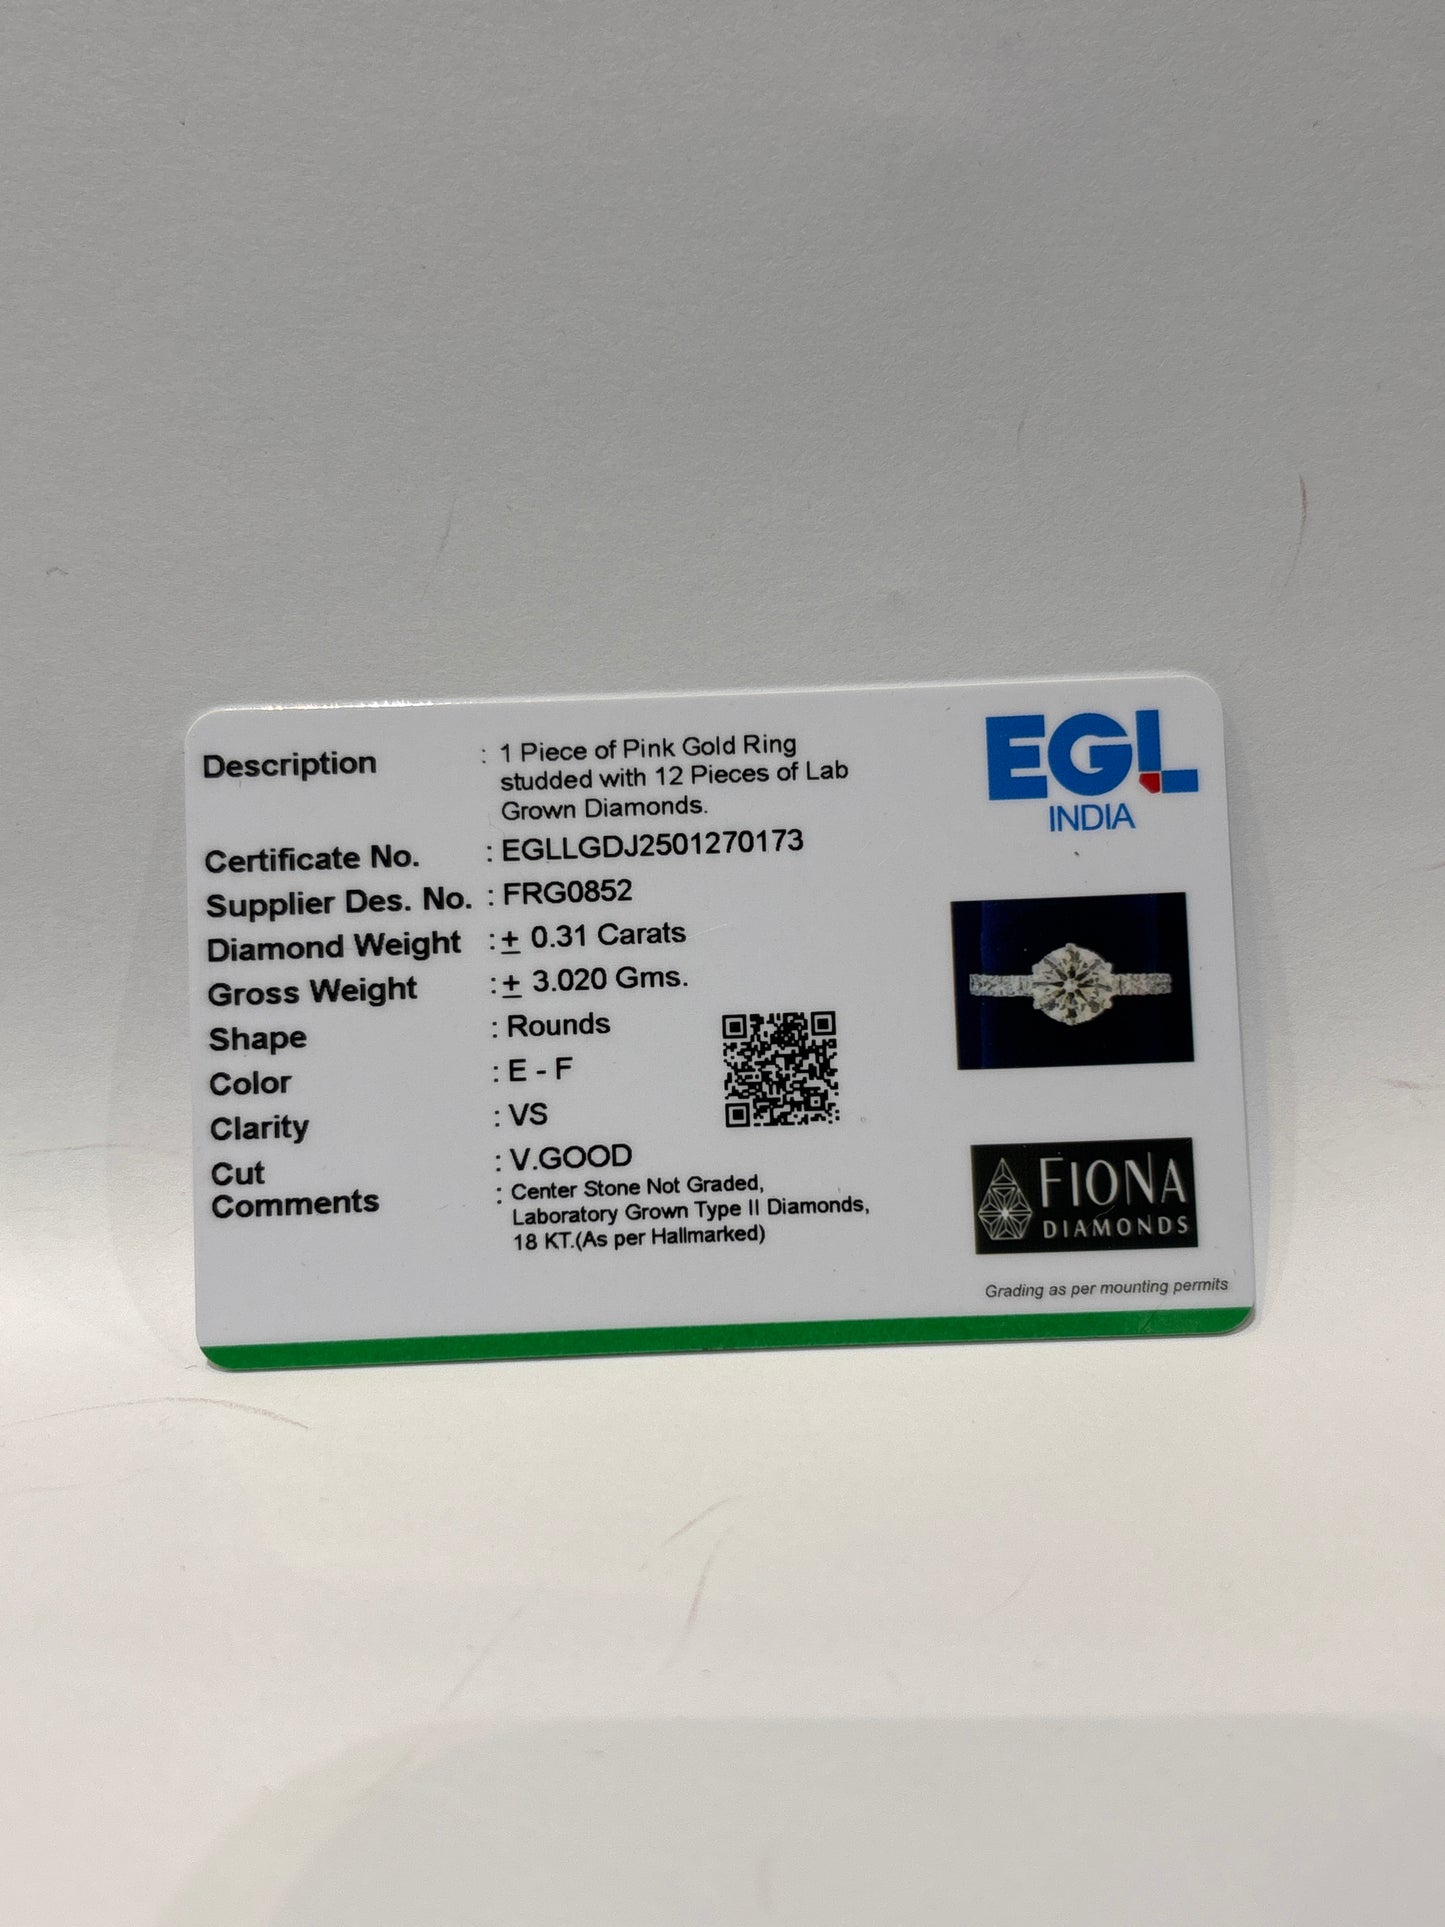 Description : 1 Piece of Pink Gold Ring
studded with 12 Pieces of Lab
Grown Diamonds.
Certificate No. : EGLLGDJ2501270173
Supplier Des. No. : FRG0852
Diamond Weight :± 0.31 Carats
Gross Weight :± 3.020 Gms.
Shape : Rounds
Color : E - F
Clarity : VS
Cut : V.GOOD
Comments : Center Stone Not Graded,
Laboratory Grown Type II Diamonds,
18 KT.(As per Hallmarked)
EGL
INDIA
FIONA
DIAMONDS
Grading as per mounting permits